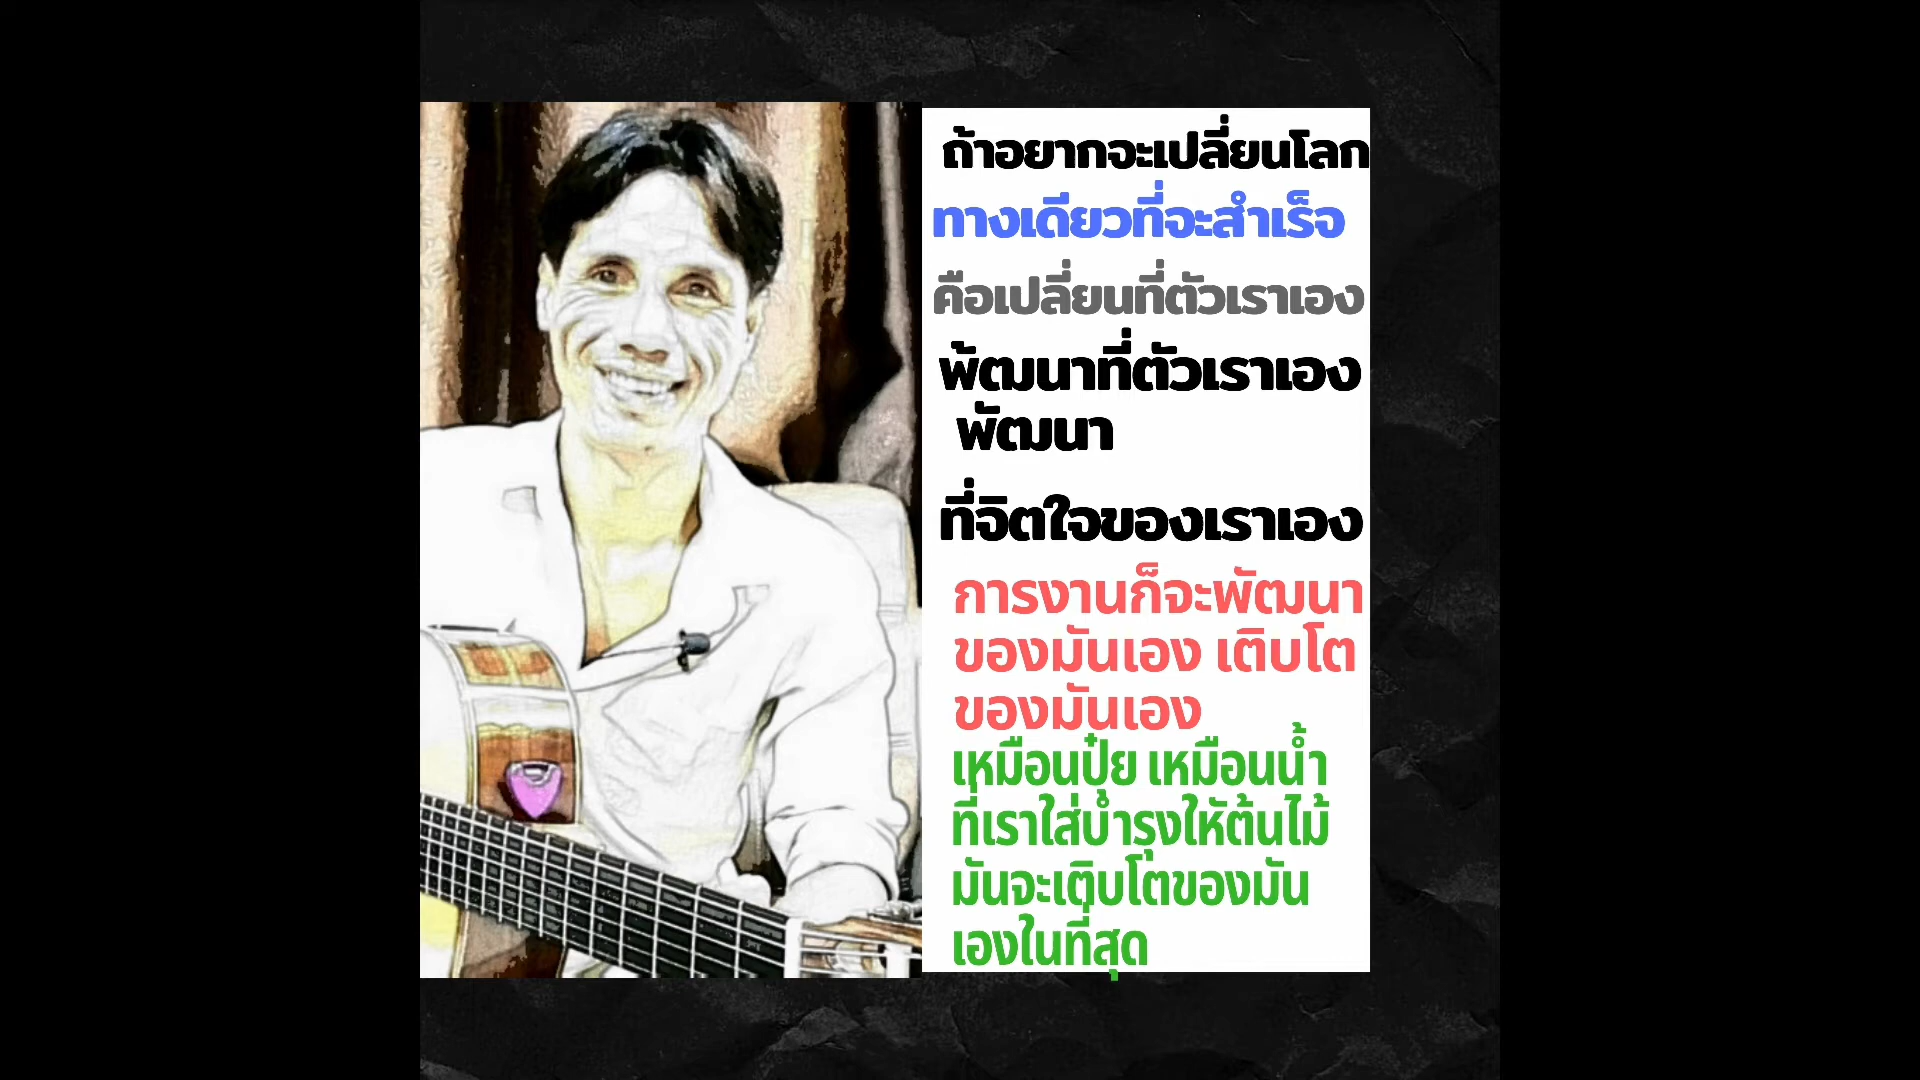 ถ้าอยากจะเปลี่ยนโลก
ทางเดียวที่จะสำเร็จ
คือเปลี่ยนที่ตัวเราเอง
พัฒนาที่ตัวเราเอง
พัฒนา
ที่จิตใจของเราเอง
การงานก็จะพัฒนา
ของมันเอง เติบโต
ของมันเอง
เหมือนปุ๋ย เหมือนน้ำ
ที่เราใส่บำรุงให้ต้นไม้
มันจะเติบโตของมัน
เองในที่สุด